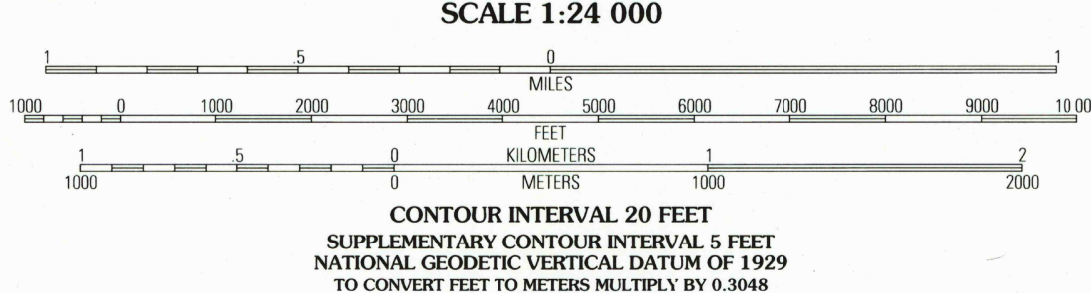 SCALE 1:24 000
1 .5 0 1
MILES
1000 0 1000 2000 3000 4000 5000 6000 7000 8000 9000 10 00
FEET
1 .5 0 KILOMETERS 1 2
1000 0 METERS 1000 2000
CONTOUR INTERVAL 20 FEET
SUPPLEMENTARY CONTOUR INTERVAL 5 FEET
NATIONAL GEODETIC VERTICAL DATUM OF 1929
TO CONVERT FEET TO METERS MULTIPLY BY 0.3048